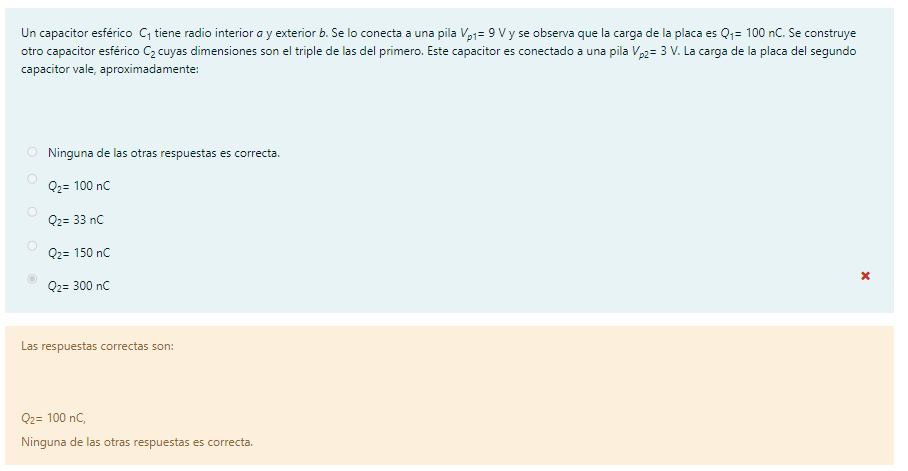 Un capacitor esférico C₁ tiene radio interior a y exterior b. Se lo conecta a una pila Vₚ₁= 9 V y se observa que la carga de la placa es Q₁= 100 nC. Se construye
otro capacitor esférico C₂ cuyas dimensiones son el triple de las del primero. Este capacitor es conectado a una pila Vₚ₂= 3 V. La carga de la placa del segundo
capacitor vale, aproximadamente:
Ninguna de las otras respuestas es correcta.
Q₂= 100 nC
Q₂= 33 nC
Q₂= 150 nC
Q₂= 300 nC
Las respuestas correctas son:
Q₂= 100 nC,
Ninguna de las otras respuestas es correcta.